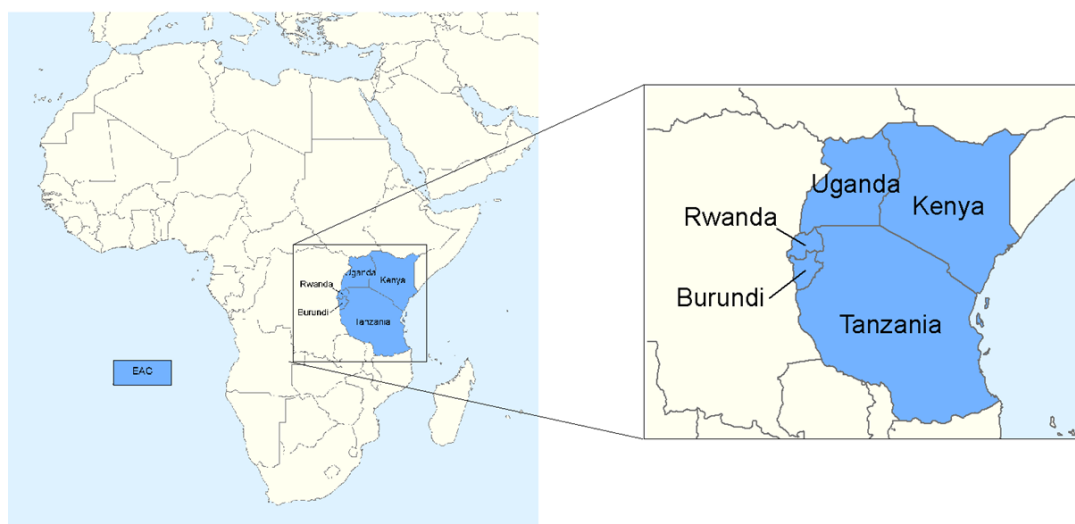 Uganda
Kenya
Rwanda
Burundi
Tanzania
EAC
Uganda
Kenya
Rwanda
Burundi
Tanzania